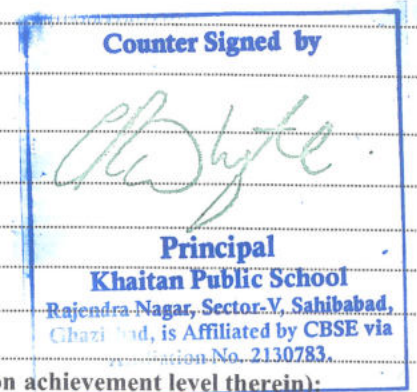 Counter Signed by
Principal
Khaitan Public School
Rajendra Nagar, Sector-V, Sahibabad,
is Affiliated by CBSE via
No. 2130783.
on achievement level therein):